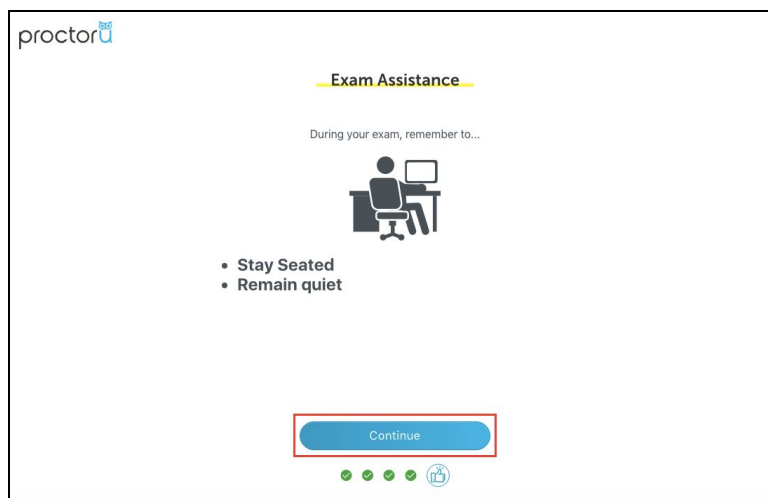 proctoru
Exam Assistance
During your exam, remember to...
• Stay Seated
• Remain quiet
Continue